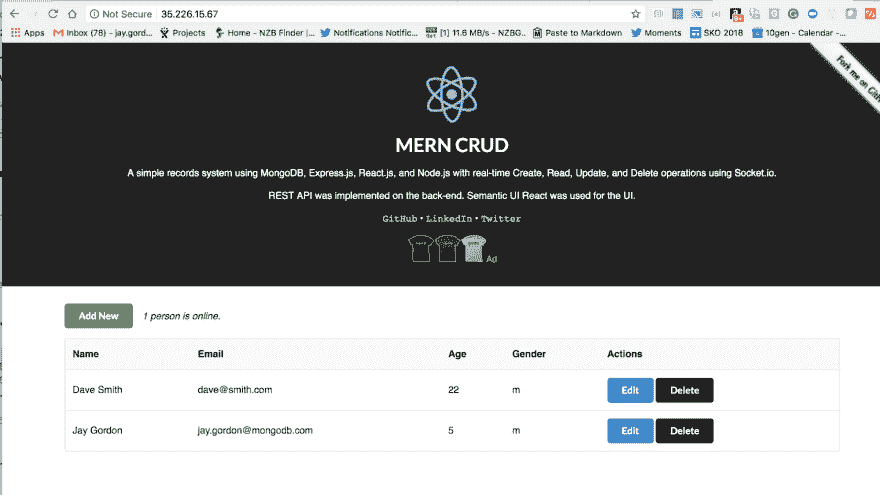 Not Secure 35.226.15.67
Apps Inbox (78) - jay.gord... Projects Home - NZB Finder |... Notifications Notific... [1] 11.6 MB/s - NZBG... Paste to Markdown Moments SKO 2018 10gen - Calendar -...
Fork me on GitH
MERN CRUD
A simple records system using MongoDB, Express.js, React.js, and Node.js with real-time Create, Read, Update, and Delete operations using Socket.io.
REST API was implemented on the back-end. Semantic UI React was used for the UI.
GitHub • LinkedIn • Twitter
Ad
Add New 1 person is online.
Name Email Age Gender Actions
Dave Smith dave@smith.com 22 m Edit Delete
Jay Gordon jay.gordon@mongodb.com 5 m Edit Delete